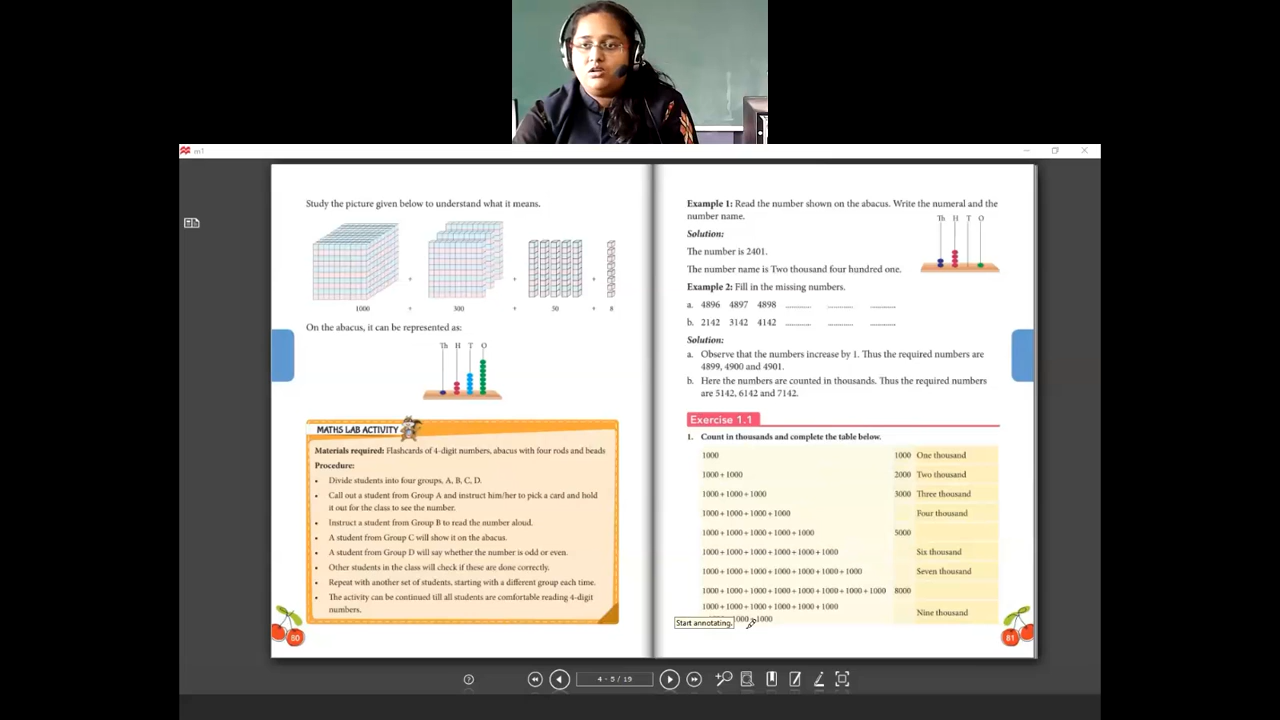 m1
Study the picture given below to understand what it means.
1000 + 300 + 50 + 8
On the abacus, it can be represented as:
Th H T O
MATHS LAB ACTIVITY
Materials required: Flashcards of 4-digit numbers, abacus with four rods and beads
Procedure:
• Divide students into four groups, A, B, C, D.
• Call out a student from Group A and instruct him/her to pick a card and hold
it out for the class to see the number.
• Instruct a student from Group B to read the number aloud.
• A student from Group C will show it on the abacus.
• A student from Group D will say whether the number is odd or even.
• Other students in the class will check if these are done correctly.
• Repeat with another set of students, starting with a different group each time.
• The activity can be continued till all students are comfortable reading 4-digit
numbers.
80
Example 1: Read the number shown on the abacus. Write the numeral and the
number name.
Th H T O
Solution:
The number is 2401.
The number name is Two thousand four hundred one.
Example 2: Fill in the missing numbers.
a. 4896 4897 4898 ............ ............ ............
b. 2142 3142 4142 ............ ............ ............
Solution:
a. Observe that the numbers increase by 1. Thus the required numbers are
4899, 4900 and 4901.
b. Here the numbers are counted in thousands. Thus the required numbers
are 5142, 6142 and 7142.
Exercise 1.1
1. Count in thousands and complete the table below.
1000 1000 One thousand
1000 + 1000 2000 Two thousand
1000 + 1000 + 1000 3000 Three thousand
1000 + 1000 + 1000 + 1000 Four thousand
1000 + 1000 + 1000 + 1000 + 1000 5000
1000 + 1000 + 1000 + 1000 + 1000 + 1000 Six thousand
1000 + 1000 + 1000 + 1000 + 1000 + 1000 + 1000 Seven thousand
1000 + 1000 + 1000 + 1000 + 1000 + 1000 + 1000 + 1000 8000
1000 + 1000 + 1000 + 1000 + 1000 + 1000
1000 + 1000 Nine thousand
Start annotating.
81
4 - 5 / 19